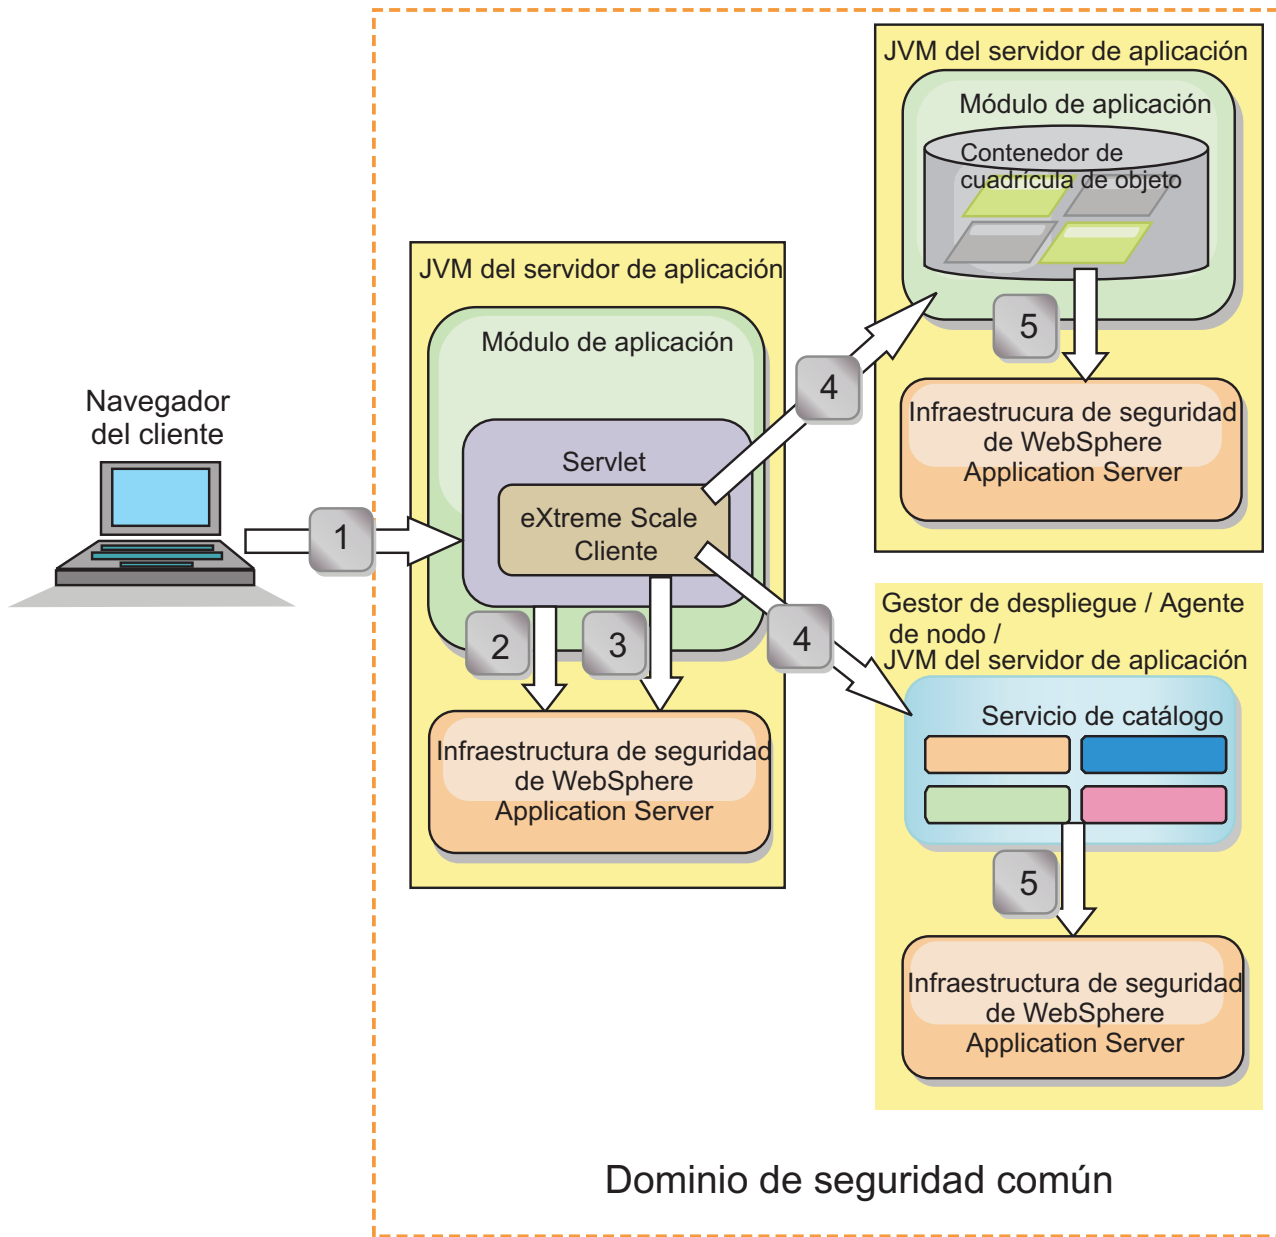 JVM del servidor de aplicación
Módulo de aplicación
Contenedor de
cuadrícula de objeto
5
Infraestrucura de seguridad
de WebSphere
Application Server
JVM del servidor de aplicación
Módulo de aplicación
Servlet
eXtreme Scale
Cliente
4
Navegador
del cliente
1
2
3
4
Infraestructura de seguridad
de WebSphere
Application Server
Gestor de despliegue / Agente
de nodo /
JVM del servidor de aplicación
Servicio de catálogo
5
Infraestructura de seguridad
de WebSphere
Application Server
Dominio de seguridad común